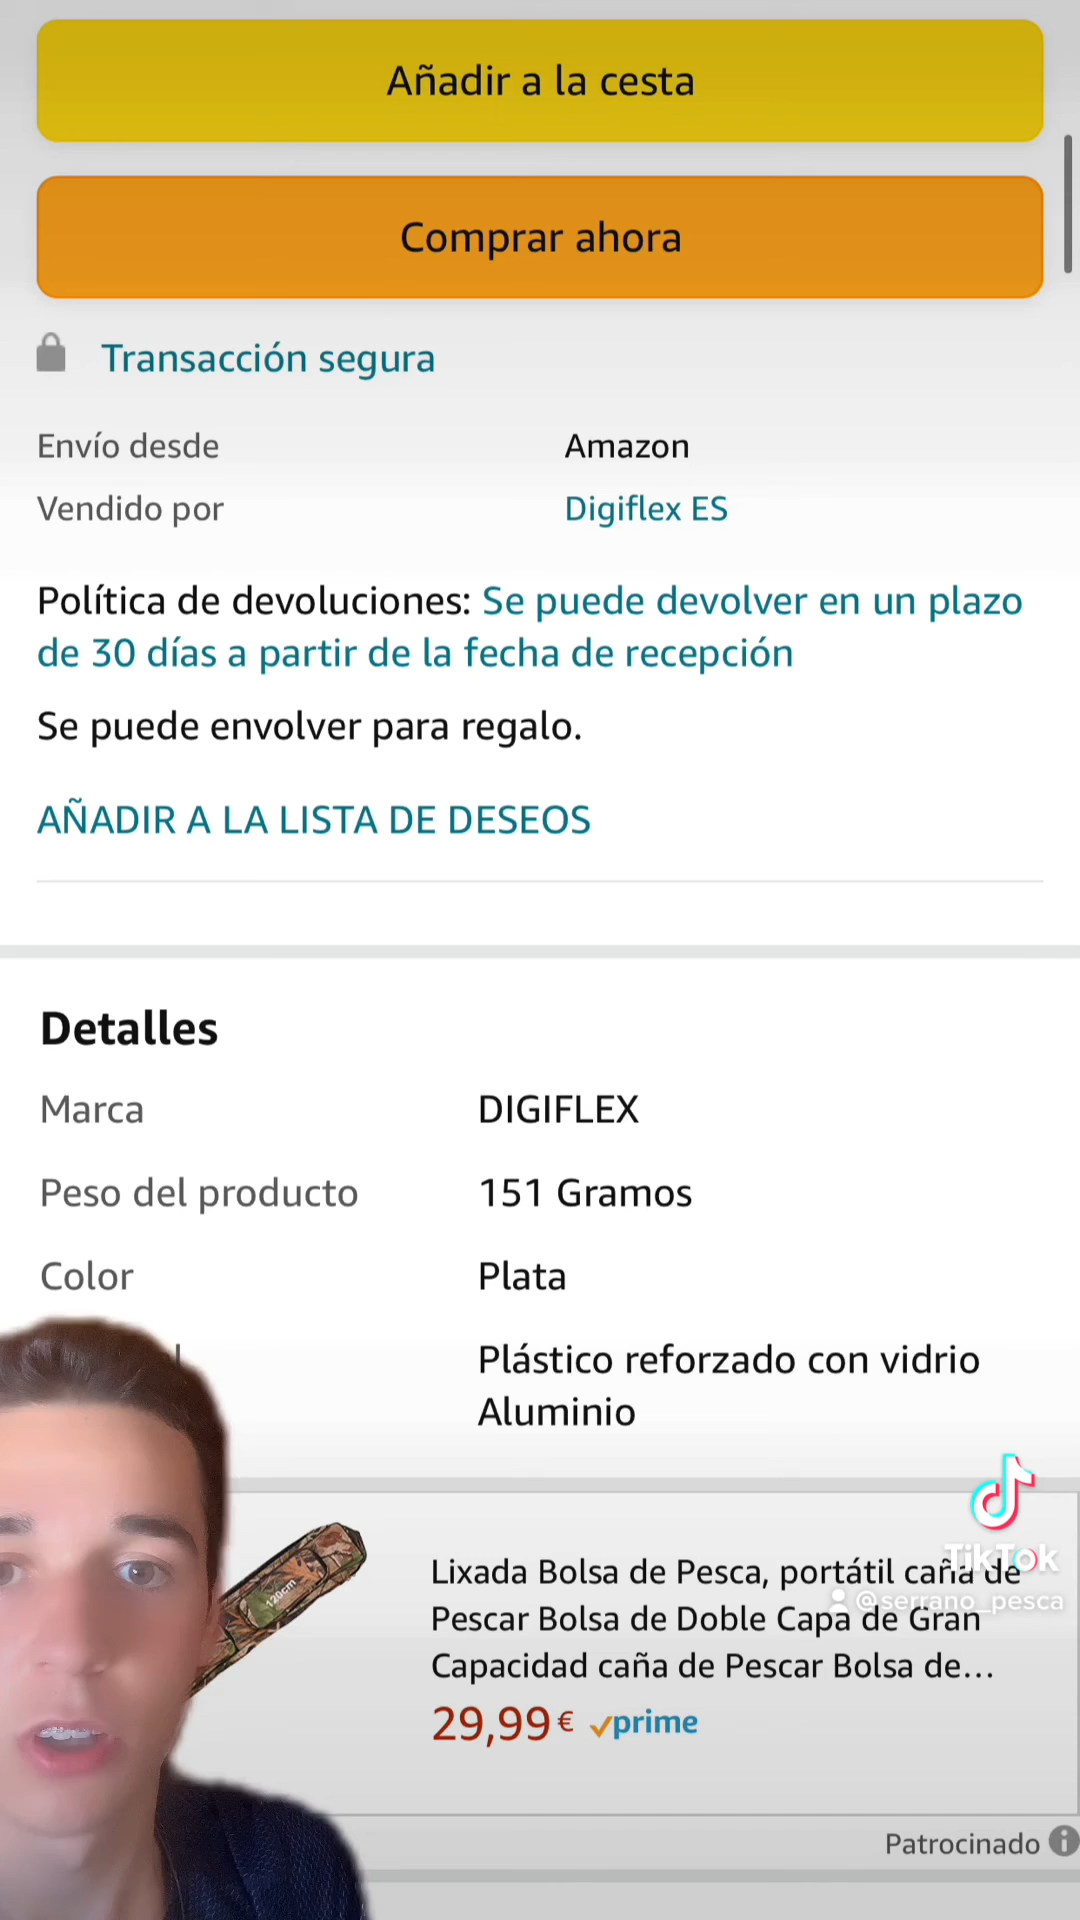 Añadir a la cesta
Comprar ahora
Transacción segura
Envío desde Amazon
Vendido por Digiflex ES
Política de devoluciones: Se puede devolver en un plazo
de 30 días a partir de la fecha de recepción
Se puede envolver para regalo.
AÑADIR A LA LISTA DE DESEOS
Detalles
Marca DIGIFLEX
Peso del producto 151 Gramos
Color Plata
Plástico reforzado con vidrio
Aluminio
120cm
Lixada Bolsa de Pesca, portátil caña de
Pescar Bolsa de Doble Capa de Gran
Capacidad caña de Pescar Bolsa de...
29,99 € prime
TikTok
@serrano_pesca
Patrocinado